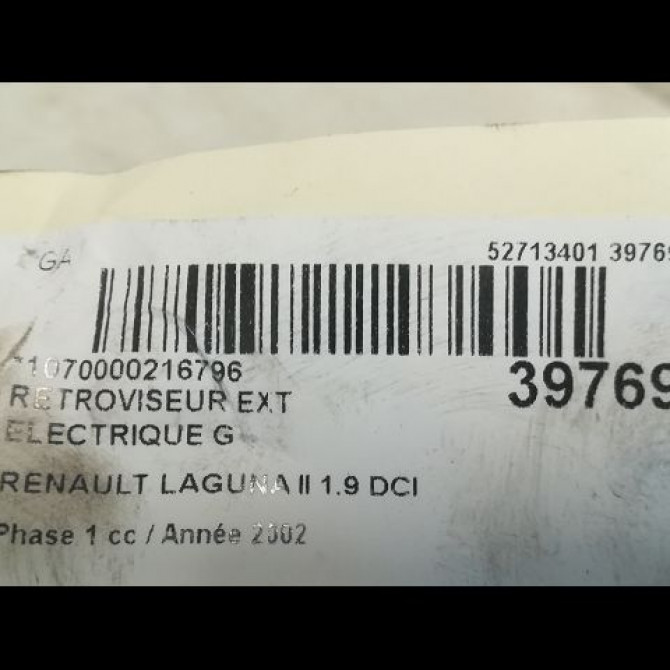 GA
52713401 39769
1070000216796
39769
RETROVISEUR EXT
ELECTRIQUE G
RENAULT LAGUNA II 1.9 DCI
Phase 1 cc / Année 2002